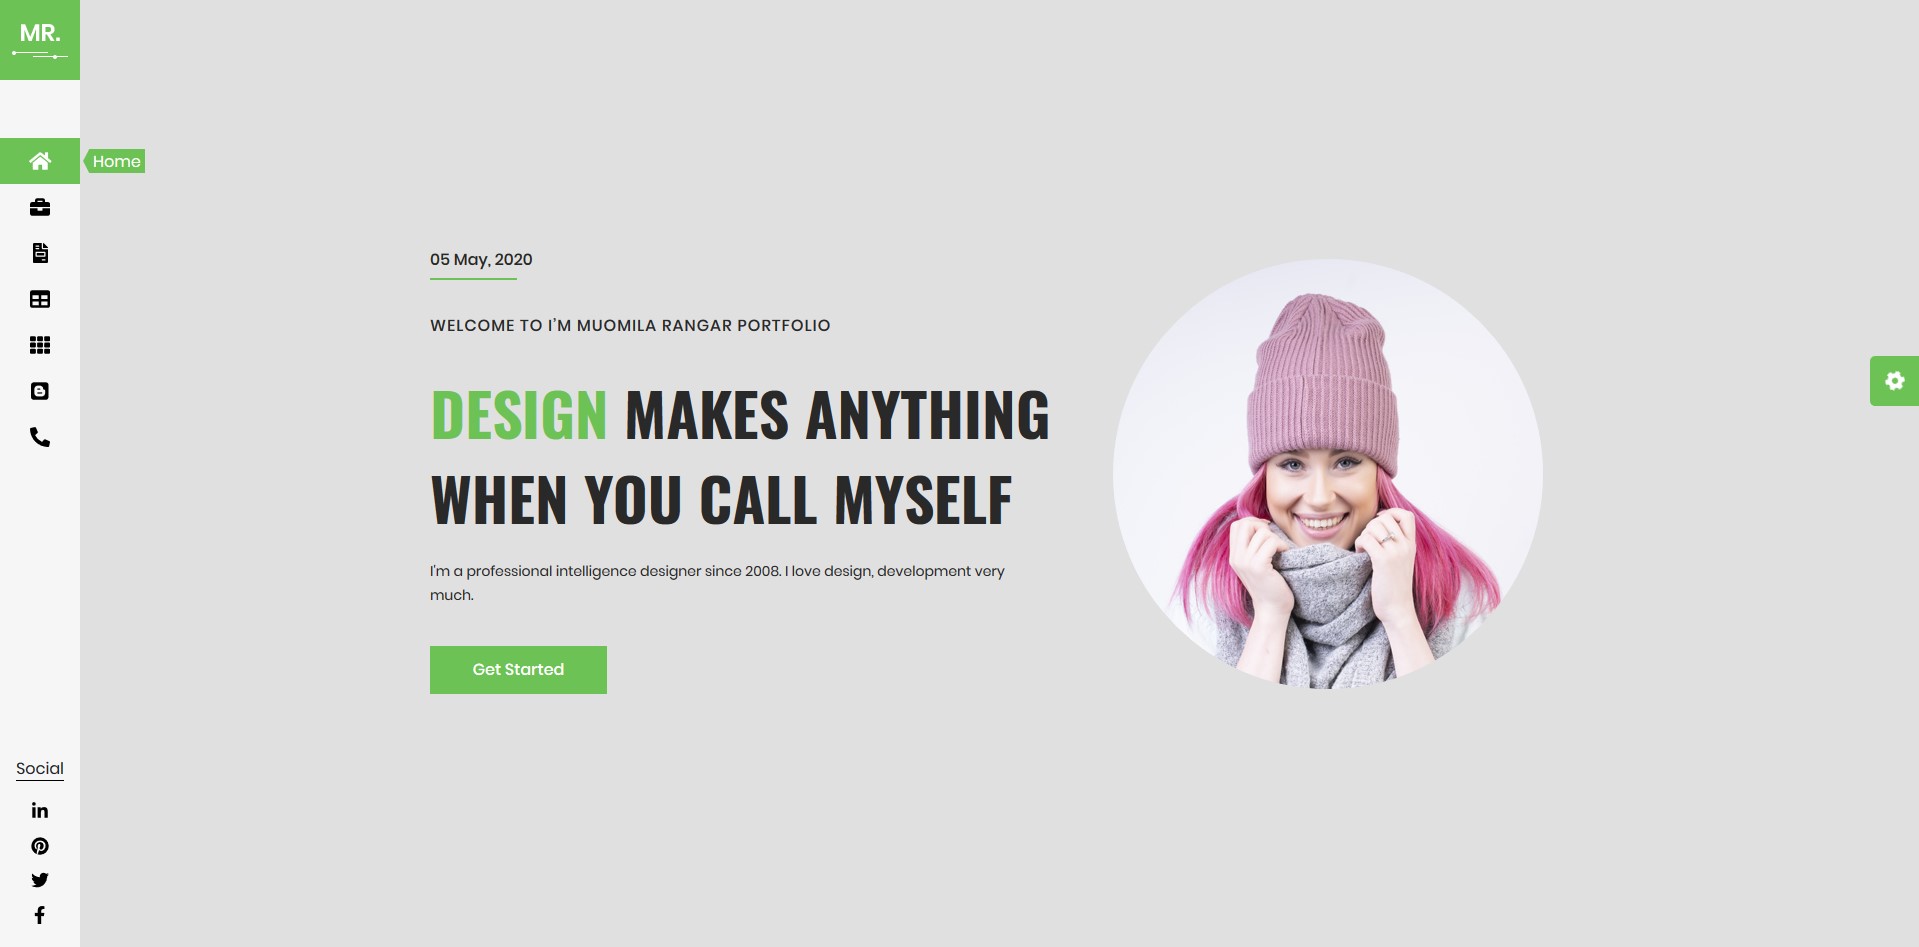 MR.
Home
05 May, 2020
WELCOME TO I'M MUOMILA RANGAR PORTFOLIO
DESIGN MAKES ANYTHING
WHEN YOU CALL MYSELF
I'm a professional intelligence designer since 2008. I love design, development very
much.
Get Started
Social